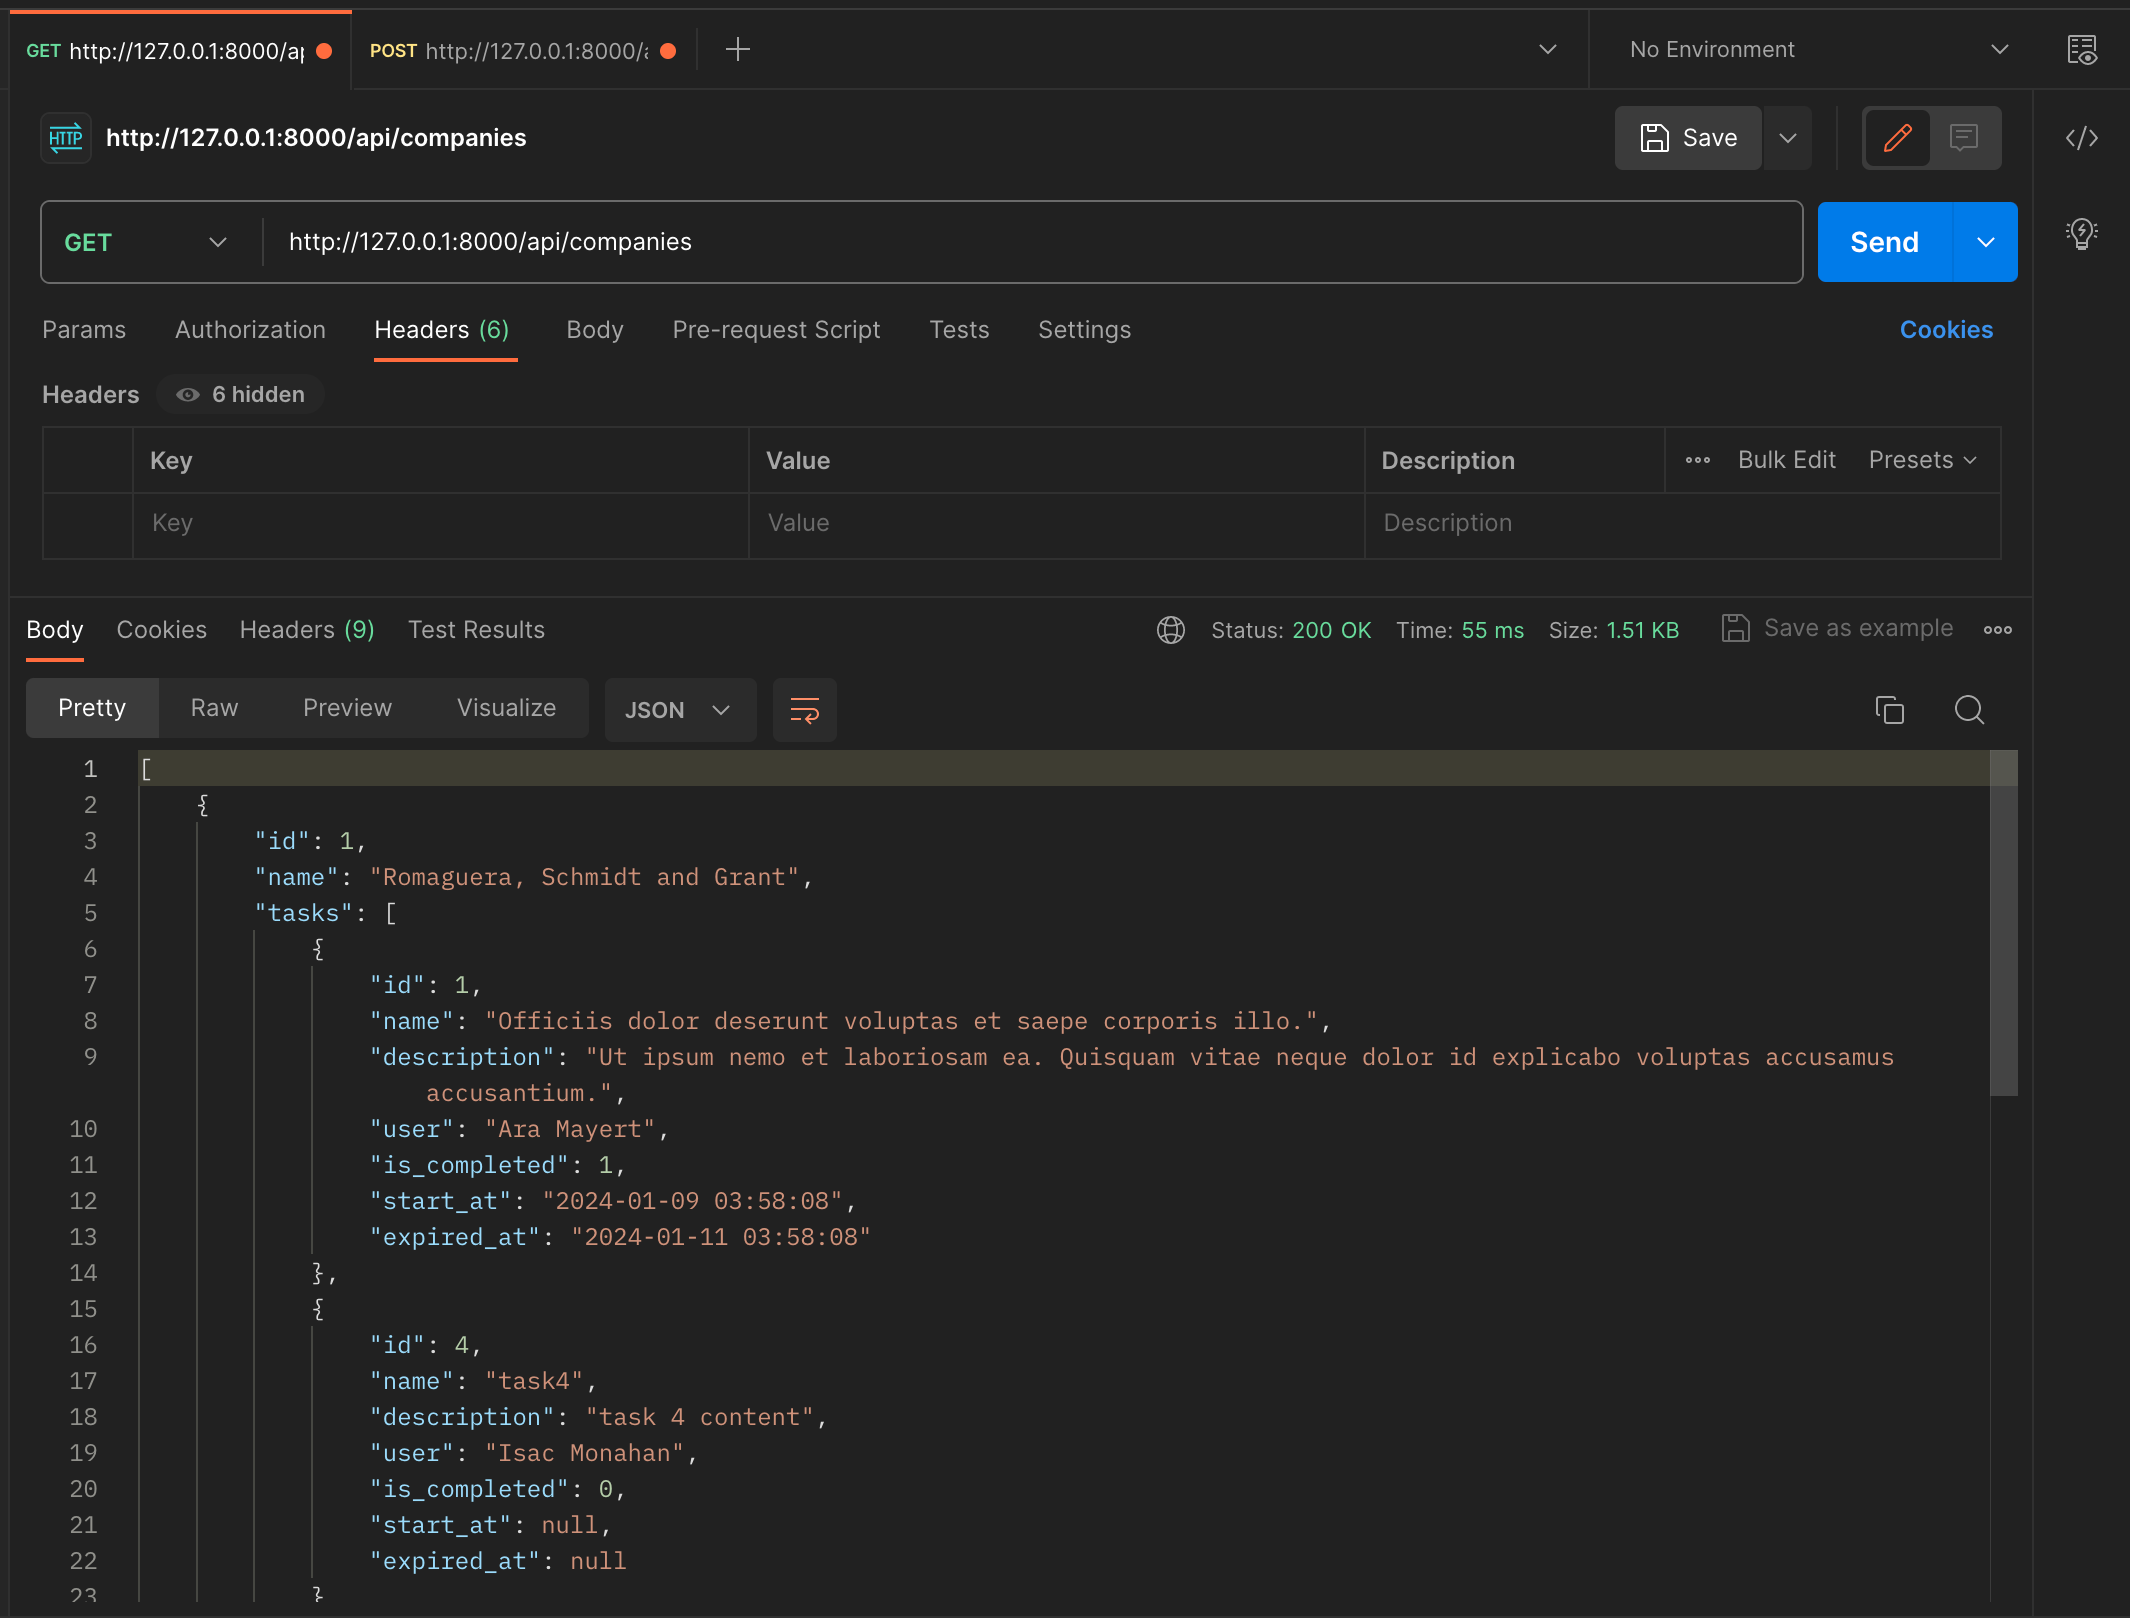 GET http://127.0.0.1:8000/ap
POST http://127.0.0.1:8000/a
No Environment
HTTP http://127.0.0.1:8000/api/companies
Save
GET http://127.0.0.1:8000/api/companies
Send
Params Authorization Headers (6) Body Pre-request Script Tests Settings Cookies
Headers 6 hidden
Key Value Description Bulk Edit Presets
Key Value Description
Body Cookies Headers (9) Test Results Status: 200 OK Time: 55 ms Size: 1.51 KB Save as example
Pretty Raw Preview Visualize JSON
1 [
2 {
3 "id": 1,
4 "name": "Romaguera, Schmidt and Grant",
5 "tasks": [
6 {
7 "id": 1,
8 "name": "Officiis dolor deserunt voluptas et saepe corporis illo.",
9 "description": "Ut ipsum nemo et laboriosam ea. Quisquam vitae neque dolor id explicabo voluptas accusamus
accusantium.",
10 "user": "Ara Mayert",
11 "is_completed": 1,
12 "start_at": "2024-01-09 03:58:08",
13 "expired_at": "2024-01-11 03:58:08"
14 },
15 {
16 "id": 4,
17 "name": "task4",
18 "description": "task 4 content",
19 "user": "Isac Monahan",
20 "is_completed": 0,
21 "start_at": null,
22 "expired_at": null
23 }